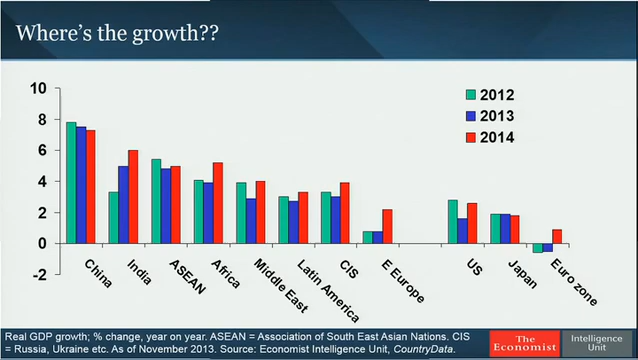 Where's the growth??
10
8
6
4
2
0
-2
2012
2013
2014
China
India
ASEAN
Africa
Middle East
Latin America
CIS
E Europe
US
Japan
Euro zone
Real GDP growth; % change, year on year. ASEAN = Association of South East Asian Nations. CIS
= Russia, Ukraine etc. As of November 2013. Source: Economist Intelligence Unit, CountryData.
The
Economist
Intelligence
Unit